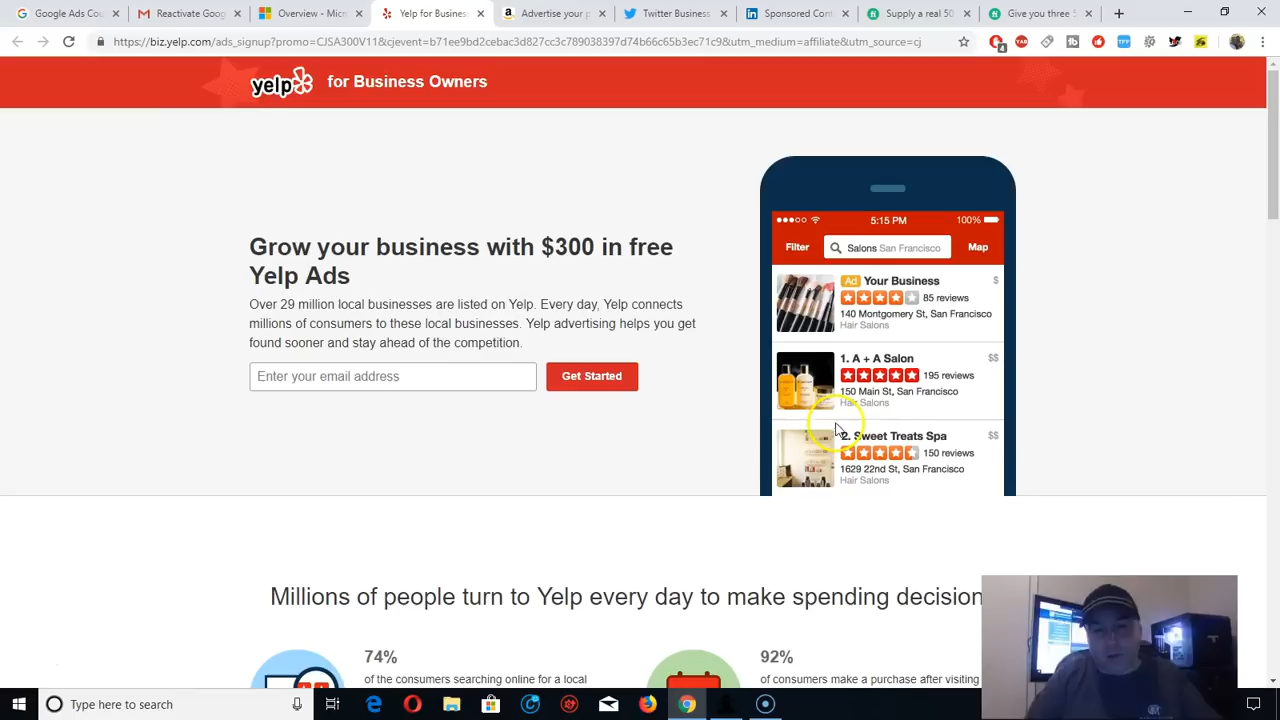 Google Ads Cou
Reactivate Goog
Overview - Micr
Yelp for Busines
Advertise your p
Twitter Business
Sponsored Cont
Supply a real 50
Give you three 5
https://biz.yelp.com/ads_signup?promo=CISA300V11&cjevent=b71ee9bd2cebac3d827cc3c789038397d74b66c65b3ec71c9&utm_medium=affiliate&utm_source=cj
yelp for Business Owners
Grow your business with $300 in free
Yelp Ads
Over 29 million local businesses are listed on Yelp. Every day, Yelp connects
millions of consumers to these local businesses. Yelp advertising helps you get
found sooner and stay ahead of the competition.
Enter your email address
Get Started
5:15 PM
100%
Filter
Salons San Francisco
Map
Ad Your Business $
85 reviews
140 Montgomery St, San Francisco
Hair Salons
1. A + A Salon $$
195 reviews
150 Main St, San Francisco
Hair Salons
2. Sweet Treats Spa $$
150 reviews
1629 22nd St, San Francisco
Hair Salons
Millions of people turn to Yelp every day to make spending decision
74%
of the consumers searching online for a local
92%
of consumers make a purchase after visiting
Type here to search